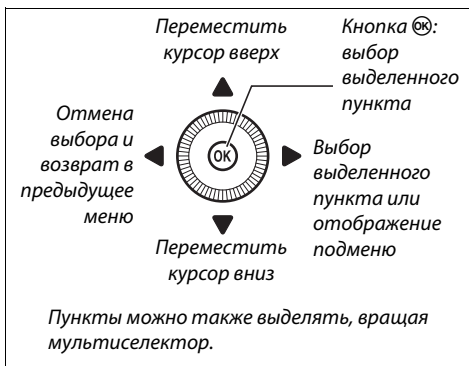 Переместить
курсор вверх
Кнопка OK:
выбор
выделенного
пункта
Отмена
выбора и
возврат в
предыдущее
меню
OK
Выбор
выделенного
пункта или
отображение
подменю
Переместить
курсор вниз
Пункты можно также выделять, вращая
мультиселектор.